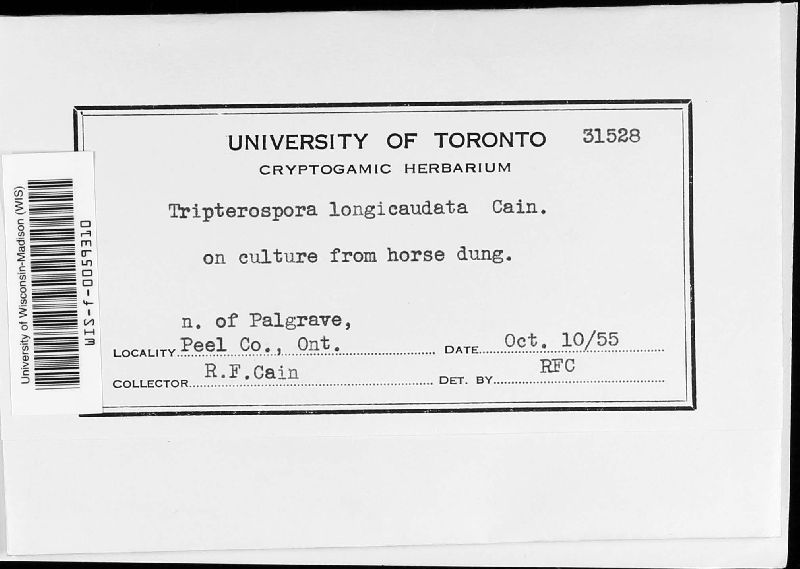 UNIVERSITY OF TORONTO 31528
CRYPTOGAMIC HERBARIUM
Tripterospora longicaudata Cain.
on culture from horse dung.
n. of Palgrave,
LOCALITY Peel Co., Ont. DATE Oct. 10/55
COLLECTOR R.F.Cain DET. BY RFC
University of Wisconsin-Madison (WIS)
WIS-f-0059310